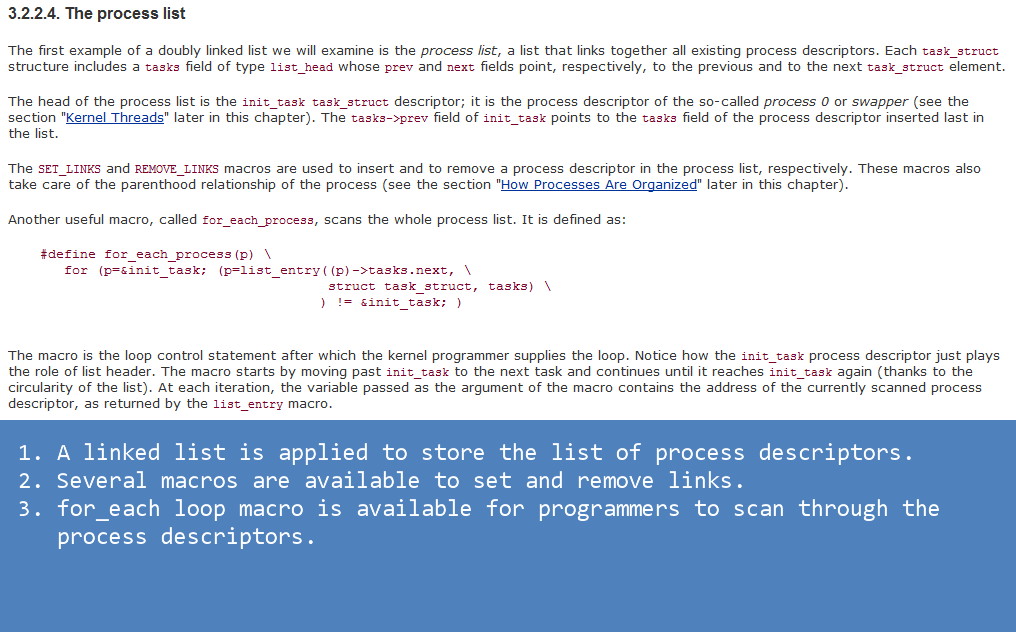 3.2.2.4. The process list
The first example of a doubly linked list we will examine is the process list, a list that links together all existing process descriptors. Each task_struct
structure includes a tasks field of type list_head whose prev and next fields point, respectively, to the previous and to the next task_struct element.
The head of the process list is the init_task task_struct descriptor; it is the process descriptor of the so-called process 0 or swapper (see the
section "Kernel Threads" later in this chapter). The tasks->prev field of init_task points to the tasks field of the process descriptor inserted last in
the list.
The SET_LINKS and REMOVE_LINKS macros are used to insert and to remove a process descriptor in the process list, respectively. These macros also
take care of the parenthood relationship of the process (see the section "How Processes Are Organized" later in this chapter).
Another useful macro, called for_each_process, scans the whole process list. It is defined as:
#define for_each_process(p) \
for (p=&init_task; (p=list_entry((p)->tasks.next, \
struct task_struct, tasks) \
) != &init_task; )
The macro is the loop control statement after which the kernel programmer supplies the loop. Notice how the init_task process descriptor just plays
the role of list header. The macro starts by moving past init_task to the next task and continues until it reaches init_task again (thanks to the
circularity of the list). At each iteration, the variable passed as the argument of the macro contains the address of the currently scanned process
descriptor, as returned by the list_entry macro.
1. A linked list is applied to store the list of process descriptors.
2. Several macros are available to set and remove links.
3. for_each loop macro is available for programmers to scan through the
process descriptors.